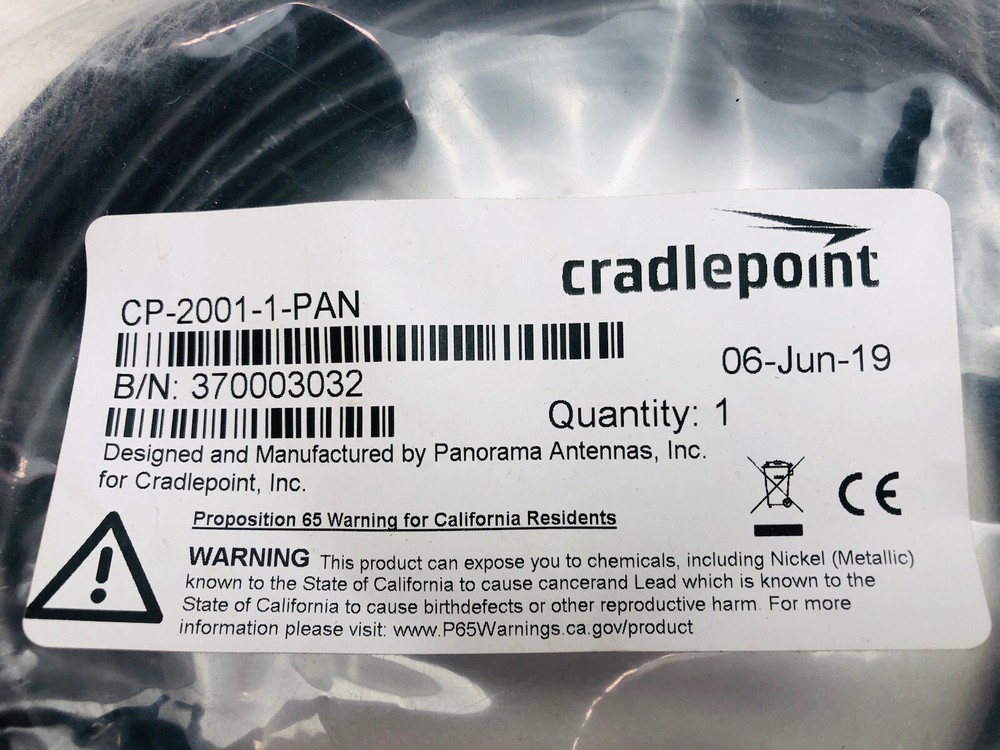 cradlepoint
CP-2001-1-PAN
06-Jun-19
B/N: 370003032
Quantity: 1
Designed and Manufactured by Panorama Antennas, Inc.
for Cradlepoint, Inc.
CE
Proposition 65 Warning for California Residents
WARNING This product can expose you to chemicals, including Nickel (Metallic)
known to the State of California to cause cancerand Lead which is known to the
State of California to cause birthdefects or other reproductive harm. For more
information please visit: www.P65Warnings.ca.gov/product